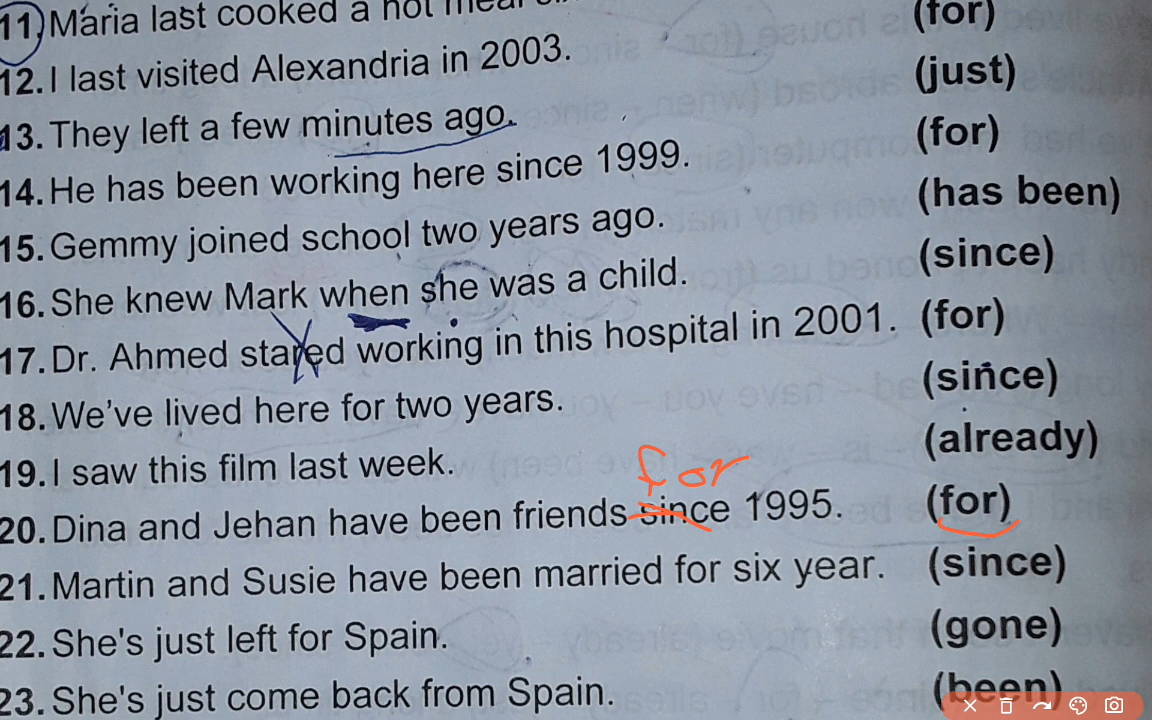 11. Maria last cooked a hot meal
12. I last visited Alexandria in 2003. (for)
13. They left a few minutes ago. (just)
14. He has been working here since 1999. (for)
15. Gemmy joined school two years ago. (has been)
16. She knew Mark when she was a child. (since)
17. Dr. Ahmed stared working in this hospital in 2001. (for)
18. We've lived here for two years. (since)
19. I saw this film last week. (already)
for
20. Dina and Jehan have been friends since 1995. (for)
21. Martin and Susie have been married for six year. (since)
22. She's just left for Spain. (gone)
23. She's just come back from Spain. (been)